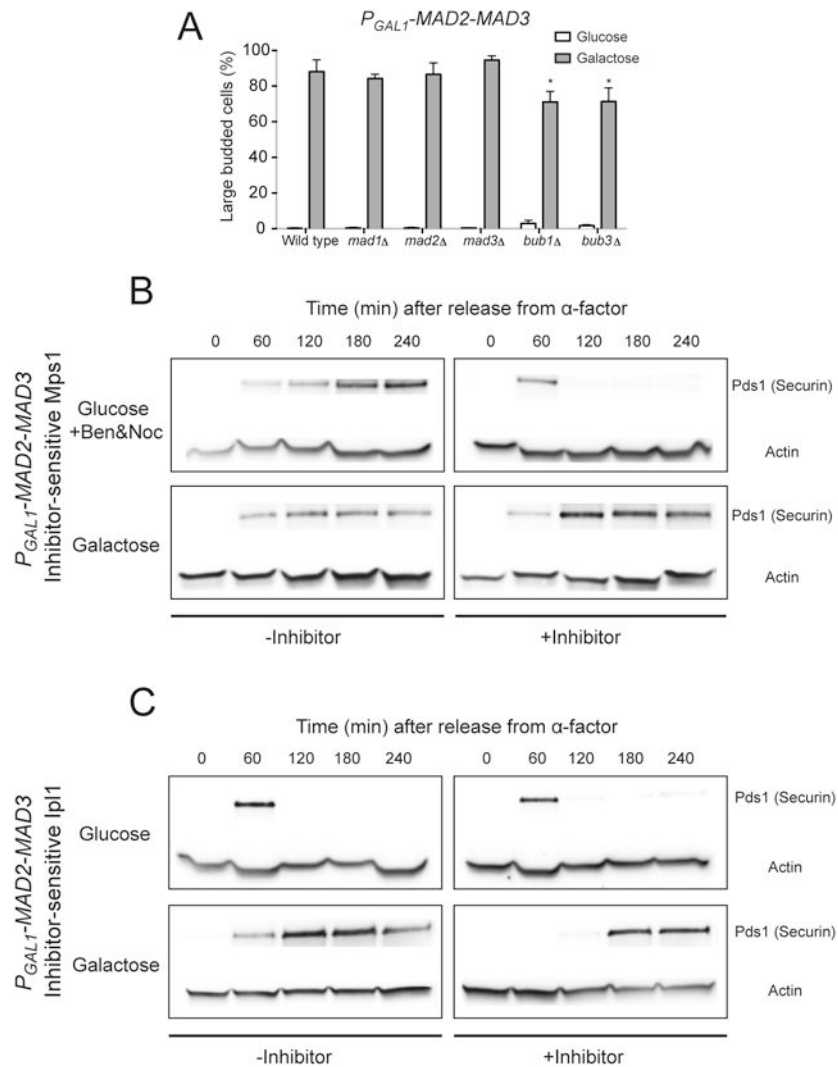 A
P_GAL1-MAD2-MAD3
Glucose
Galactose
Large budded cells (%)
100
80
60
40
20
0
* *
Wild type mad1Δ mad2Δ mad3Δ bub1Δ bub3Δ
B
Time (min) after release from α-factor
0 60 120 180 240 0 60 120 180 240
P_GAL1-MAD2-MAD3
Inhibitor-sensitive Mps1
Glucose
+Ben&Noc
Pds1 (Securin)
Actin
Galactose
Pds1 (Securin)
Actin
-Inhibitor +Inhibitor
C
Time (min) after release from α-factor
0 60 120 180 240 0 60 120 180 240
P_GAL1-MAD2-MAD3
Inhibitor-sensitive Ipl1
Glucose
Pds1 (Securin)
Actin
Galactose
Pds1 (Securin)
Actin
-Inhibitor +Inhibitor